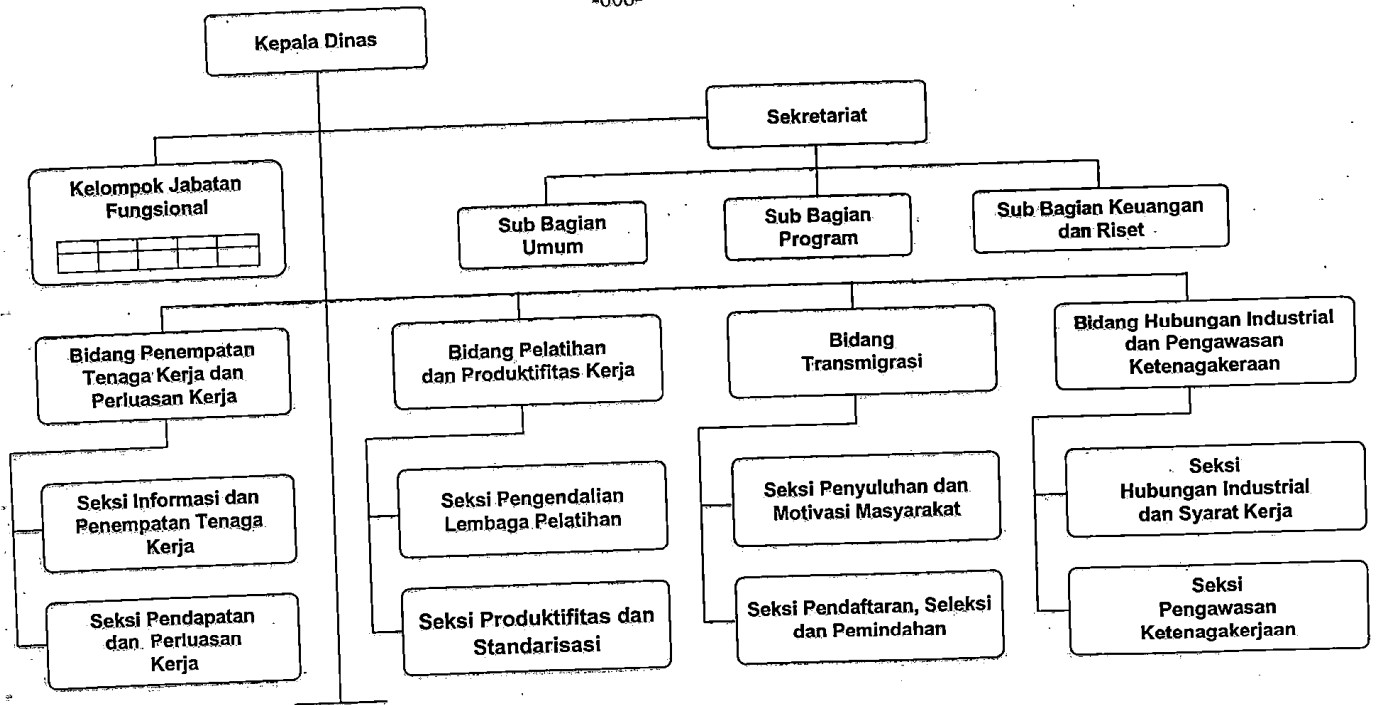 Kepala Dinas
Sekretariat
Kelompok Jabatan
Fungsional
Sub Bagian
Umum
Sub Bagian
Program
Sub Bagian Keuangan
dan Riset
Bidang Penempatan
Tenaga Kerja dan
Perluasan Kerja
Bidang Pelatihan
dan Produktifitas Kerja
Bidang
Transmigrasi
Bidang Hubungan Industrial
dan Pengawasan
Ketenagakeraan
Seksi Informasi dan
Penempatan Tenaga
Kerja
Seksi Pengendalian
Lembaga Pelatihan
Seksi Penyuluhan dan
Motivasi Masyarakat
Seksi
Hubungan Industrial
dan Syarat Kerja
Seksi Pendapatan
dan Perluasan
Kerja
Seksi Produktifitas dan
Standarisasi
Seksi Pendaftaran, Seleksi
dan Pemindahan
Seksi
Pengawasan
Ketenagakerjaan